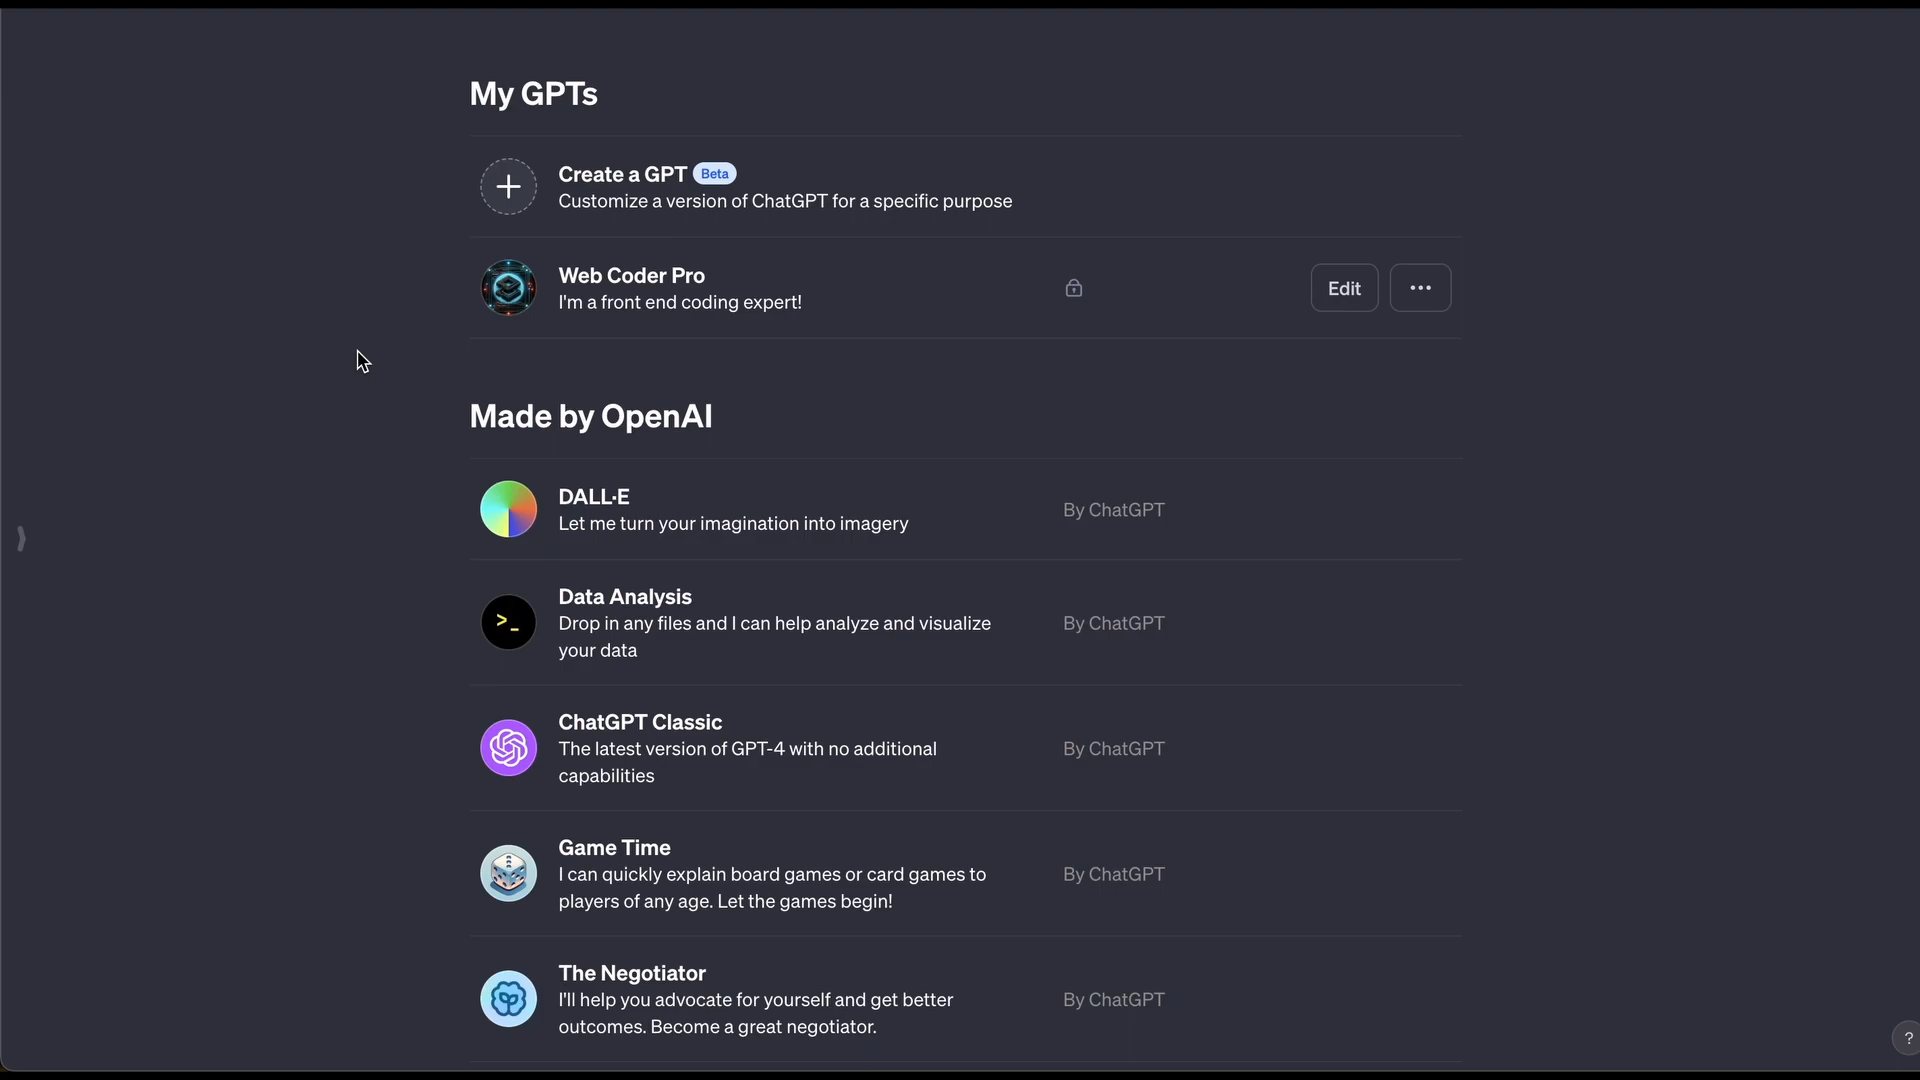 My GPTs
Create a GPT Beta
Customize a version of ChatGPT for a specific purpose
Web Coder Pro
I'm a front end coding expert!
Edit
Made by OpenAI
DALL·E
Let me turn your imagination into imagery
By ChatGPT
Data Analysis
Drop in any files and I can help analyze and visualize
your data
By ChatGPT
ChatGPT Classic
The latest version of GPT-4 with no additional
capabilities
By ChatGPT
Game Time
I can quickly explain board games or card games to
players of any age. Let the games begin!
By ChatGPT
The Negotiator
I'll help you advocate for yourself and get better
outcomes. Become a great negotiator.
By ChatGPT
?